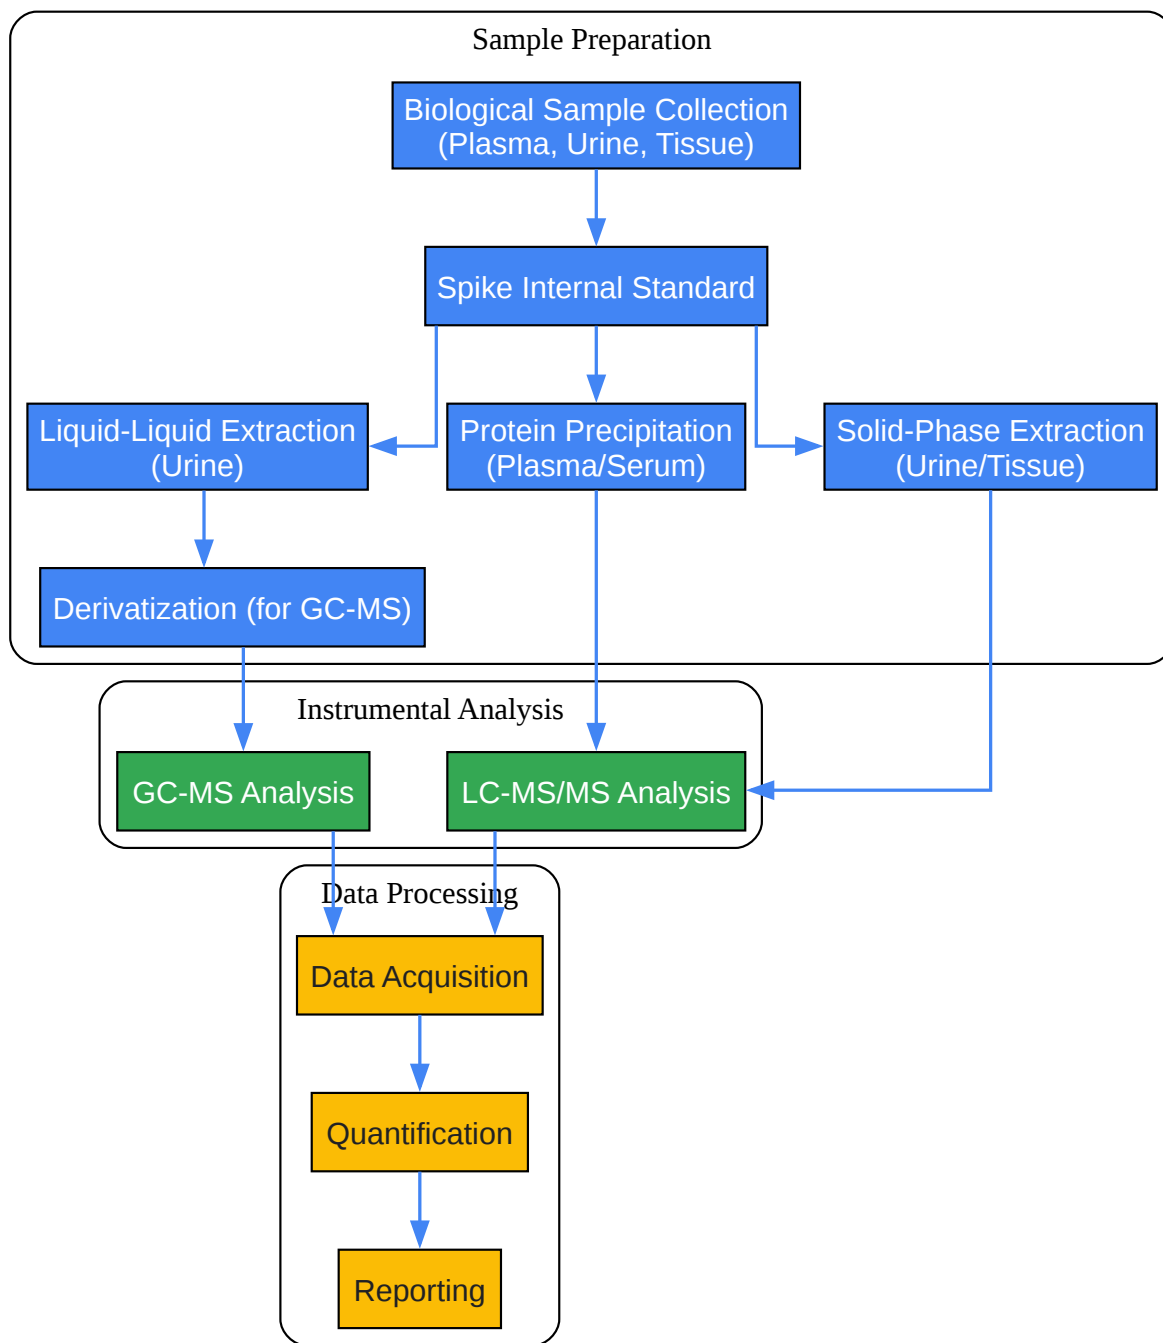 Sample Preparation
Biological Sample Collection
(Plasma, Urine, Tissue)
Spike Internal Standard
Liquid-Liquid Extraction
(Urine)
Protein Precipitation
(Plasma/Serum)
Solid-Phase Extraction
(Urine/Tissue)
Derivatization (for GC-MS)
Instrumental Analysis
GC-MS Analysis
LC-MS/MS Analysis
Data Processing
Data Acquisition
Quantification
Reporting